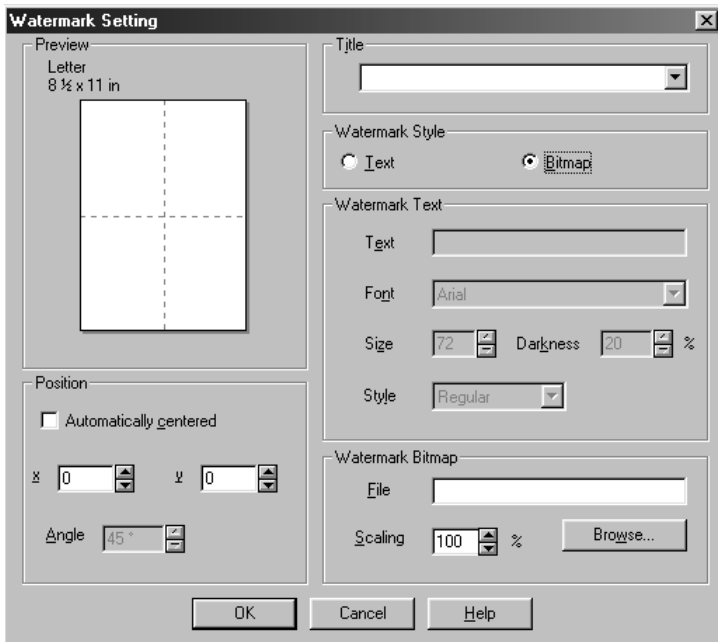 Watermark Setting
Preview
Letter
8 ½ x 11 in
Position
Automatically centered
x 0 y 0
Angle 45 °
Title
Watermark Style
Text Bitmap
Watermark Text
Text
Font Arial
Size 72 Darkness 20 %
Style Regular
Watermark Bitmap
File
Scaling 100 % Browse...
OK Cancel Help